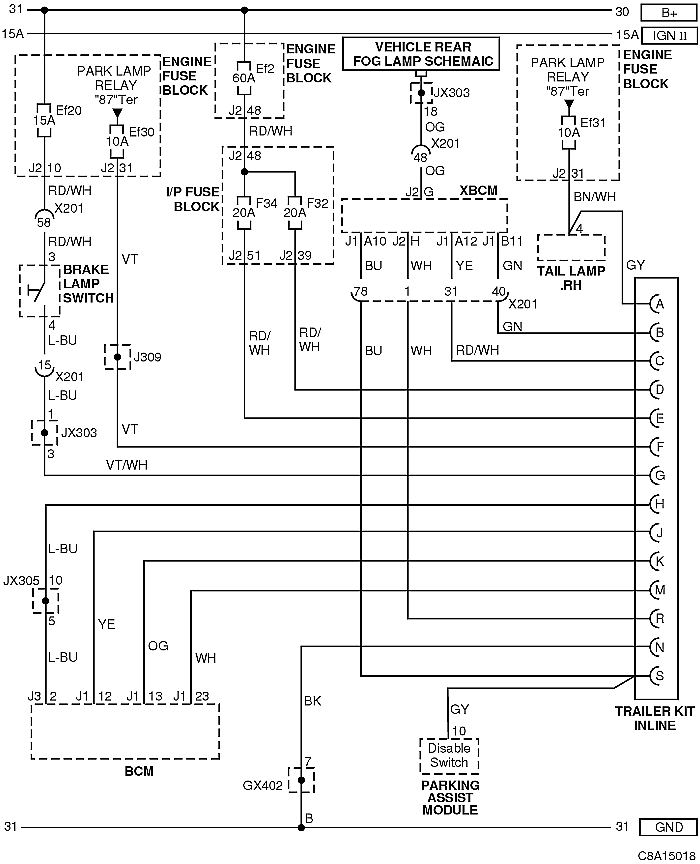 31
30
B+
15A
15A
IGN II
ENGINE
FUSE
BLOCK
PARK LAMP
RELAY
"87"Ter
Ef20
15A
Ef30
10A
J2 10
J2 31
ENGINE
FUSE
BLOCK
Ef2
60A
J2 48
RD/WH
VEHICLE REAR
FOG LAMP SCHEMAIC
JX303
18
OG
X201
48
OG
J2 G
XBCM
PARK LAMP
RELAY
"87"Ter
Ef31
10A
J2 31
ENGINE
FUSE
BLOCK
BN/WH
4
TAIL LAMP
.RH
GY
RD/WH
X201
58
RD/WH
3
BRAKE
LAMP
SWITCH
4
L-BU
15
X201
L-BU
1
JX303
3
VT
J309
VT
VT/WH
J2 48
I/P FUSE
BLOCK
F34
20A
F32
20A
J2 51
J2 39
RD/
WH
RD/
WH
J1 A10
J2 H
J1 A12
J1 B11
BU
WH
YE
GN
78
1
31
40
X201
GN
BU
WH
RD/WH
A
B
C
D
E
F
G
H
J
K
M
R
N
S
TRAILER KIT
INLINE
L-BU
JX305
10
5
L-BU
YE
OG
WH
J3 2
J1 12
J1 13
J1 23
BCM
BK
7
GX402
B
GY
10
Disable
Switch
PARKING
ASSIST
MODULE
31
31
GND
C8A15018